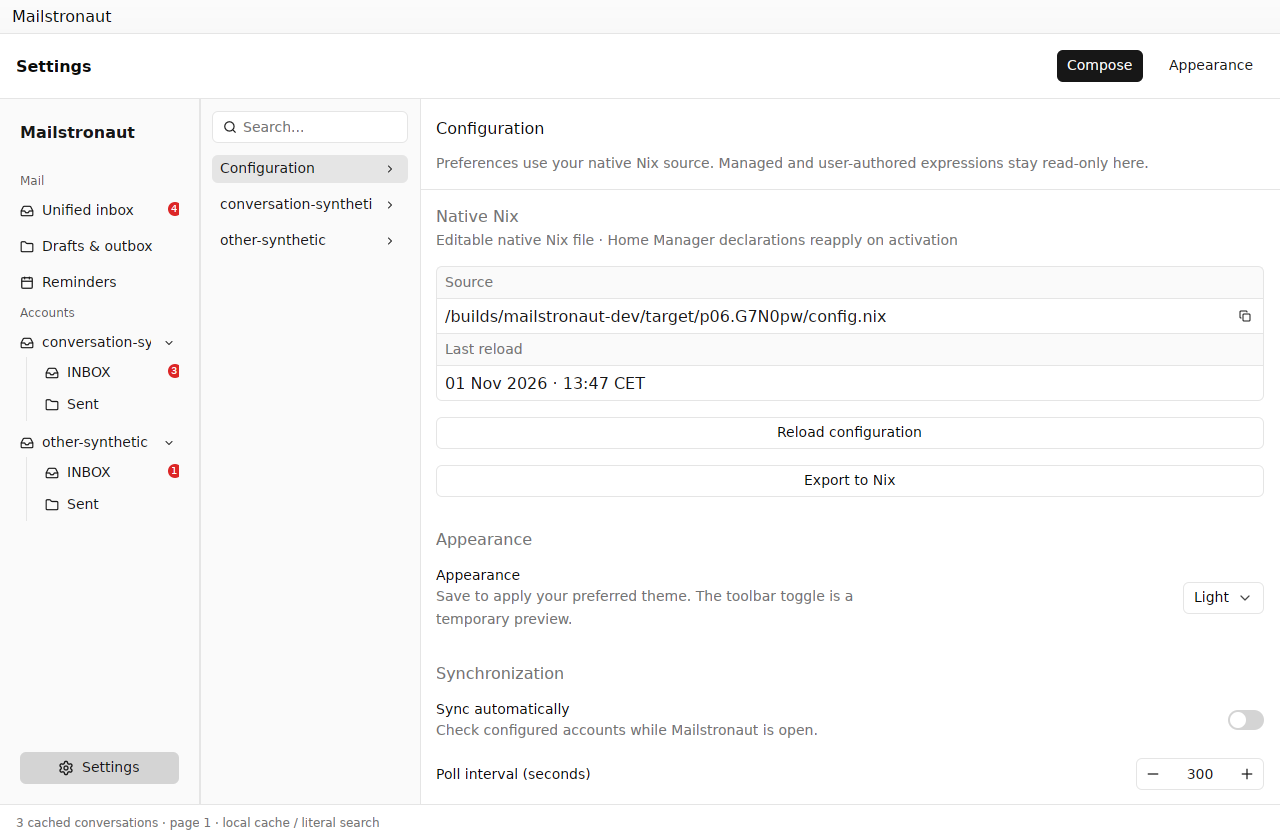 Mailstronaut
Settings
Compose
Appearance
Mailstronaut
Mail
Unified inbox 4
Drafts & outbox
Reminders
Accounts
conversation-sy
INBOX 3
Sent
other-synthetic
INBOX 1
Sent
Settings
Search...
Configuration
conversation-syntheti
other-synthetic
Configuration
Preferences use your native Nix source. Managed and user-authored expressions stay read-only here.
Native Nix
Editable native Nix file · Home Manager declarations reapply on activation
Source
/builds/mailstronaut-dev/target/p06.G7N0pw/config.nix
Last reload
01 Nov 2026 · 13:47 CET
Reload configuration
Export to Nix
Appearance
Appearance
Save to apply your preferred theme. The toolbar toggle is a
temporary preview.
Light
Synchronization
Sync automatically
Check configured accounts while Mailstronaut is open.
Poll interval (seconds)
− 300 +
3 cached conversations · page 1 · local cache / literal search